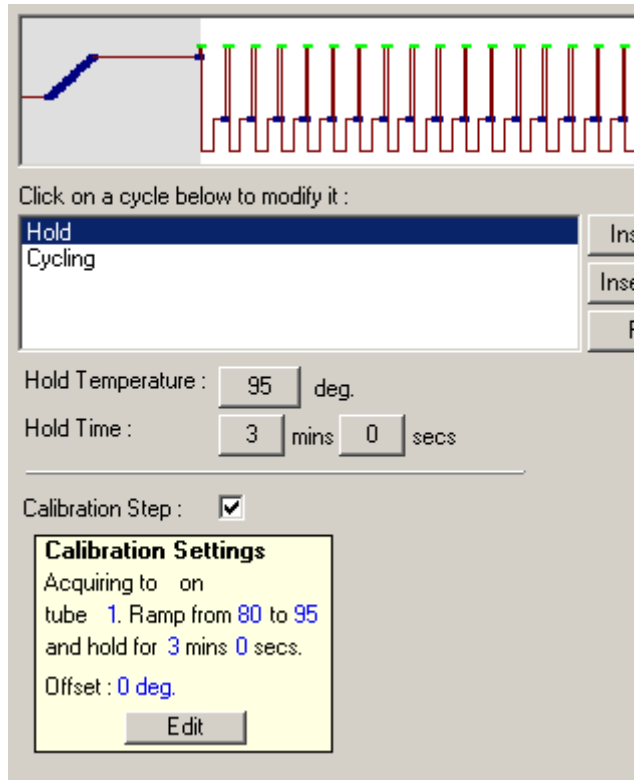 Click on a cycle below to modify it :
Hold
Cycling
Hold Temperature : 95 deg.
Hold Time : 3 mins 0 secs
Calibration Step :
Calibration Settings
Acquiring to on
tube 1. Ramp from 80 to 95
and hold for 3 mins 0 secs.
Offset : 0 deg.
Edit